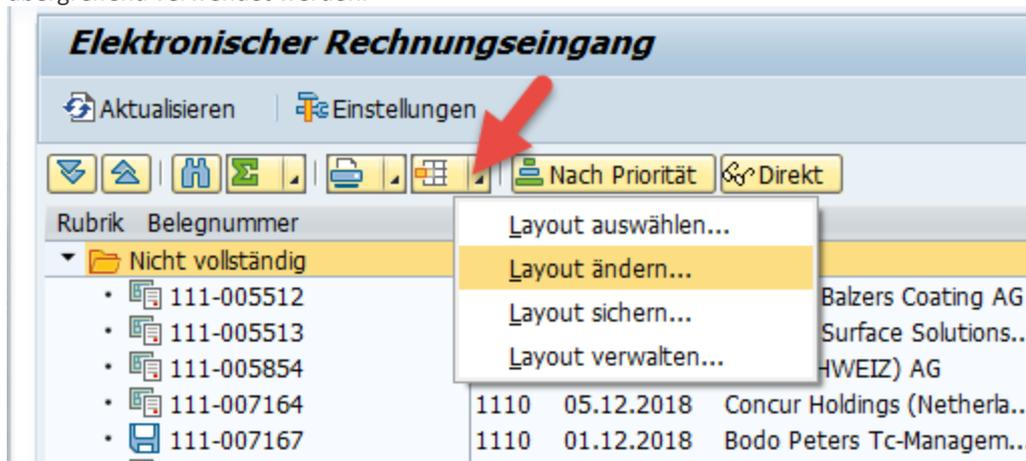 Elektronischer Rechnungseingang
Aktualisieren Einstellungen
Nach Priorität Direkt
Rubrik Belegnummer
Layout auswählen...
Nicht vollständig
Layout ändern...
111-005512 Balzers Coating AG
Layout sichern...
111-005513 Surface Solutions..
Layout verwalten...
111-005854 HWEIZ) AG
111-007164 1110 05.12.2018 Concur Holdings (Netherla..
111-007167 1110 01.12.2018 Bodo Peters Tc-Managem..